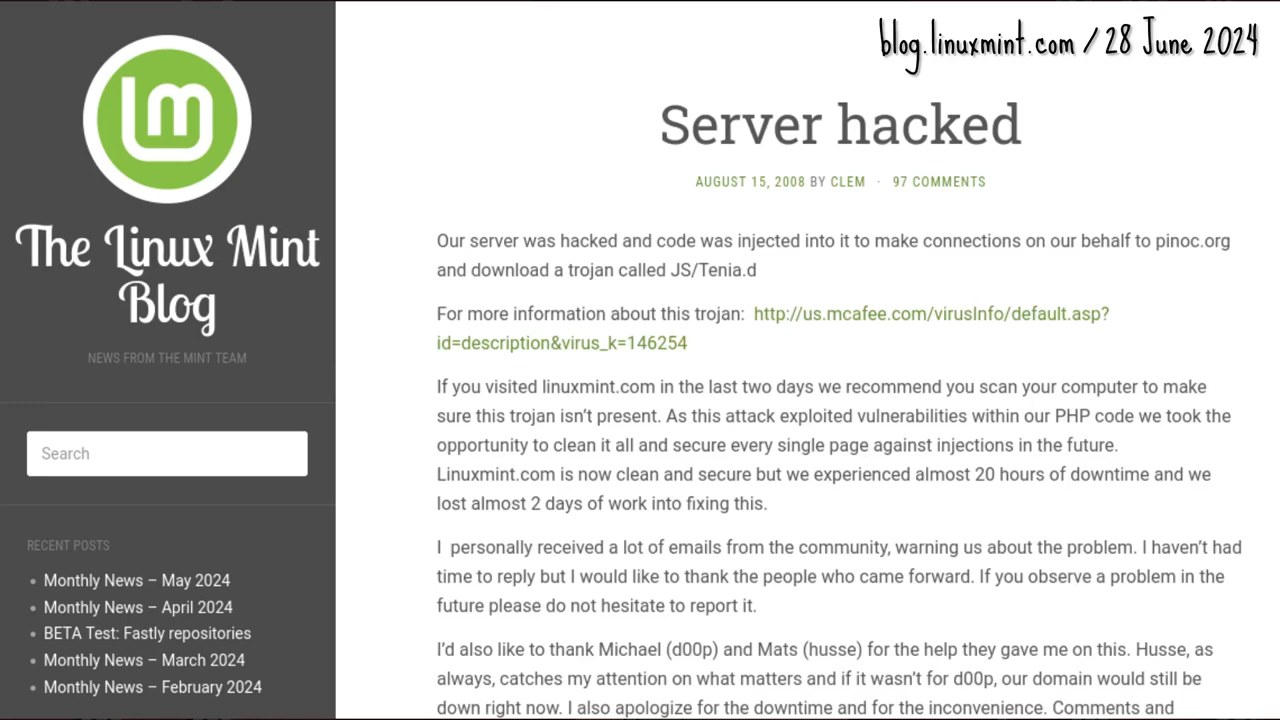 blog.linuxmint.com / 28 June 2024
lm
The Linux Mint
Blog
NEWS FROM THE MINT TEAM
Search
RECENT POSTS
Monthly News – May 2024
Monthly News – April 2024
BETA Test: Fastly repositories
Monthly News – March 2024
Monthly News – February 2024
Server hacked
AUGUST 15, 2008 BY CLEM · 97 COMMENTS
Our server was hacked and code was injected into it to make connections on our behalf to pinoc.org
and download a trojan called JS/Tenia.d
For more information about this trojan:  http://us.mcafee.com/virusInfo/default.asp?
id=description&virus_k=146254
If you visited linuxmint.com in the last two days we recommend you scan your computer to make
sure this trojan isn’t present. As this attack exploited vulnerabilities within our PHP code we took the
opportunity to clean it all and secure every single page against injections in the future.
Linuxmint.com is now clean and secure but we experienced almost 20 hours of downtime and we
lost almost 2 days of work into fixing this.
I  personally received a lot of emails from the community, warning us about the problem. I haven’t had
time to reply but I would like to thank the people who came forward. If you observe a problem in the
future please do not hesitate to report it.
I’d also like to thank Michael (d00p) and Mats (husse) for the help they gave me on this. Husse, as
always, catches my attention on what matters and if it wasn’t for d00p, our domain would still be
down right now. I also apologize for the downtime and for the inconvenience. Comments and